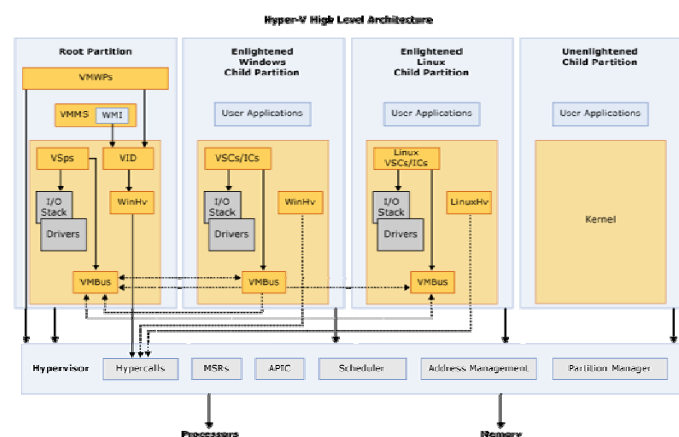 Hyper-V High Level Architecture
Root Partition
Enlightened
Windows
Child Partition
Enlightened
Linux
Child Partition
Unenlightened
Child Partition
VMWPs
VMMS
WMI
User Applications
User Applications
User Applications
VSps
VID
VSCs/ICs
Linux
VSCs/ICs
I/O
Stack
Drivers
WinHv
I/O
Stack
Drivers
WinHv
I/O
Stack
Drivers
LinuxHv
Kernel
VMBus
VMBus
VMBus
Hypervisor
Hypercalls
MSRs
APIC
Scheduler
Address Management
Partition Manager
Processors
Memory